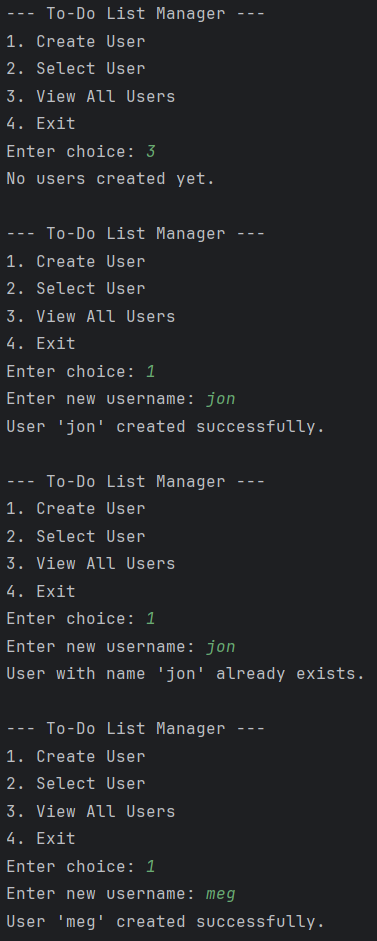 --- To-Do List Manager ---
1. Create User
2. Select User
3. View All Users
4. Exit
Enter choice: 3
No users created yet.

--- To-Do List Manager ---
1. Create User
2. Select User
3. View All Users
4. Exit
Enter choice: 1
Enter new username: jon
User 'jon' created successfully.

--- To-Do List Manager ---
1. Create User
2. Select User
3. View All Users
4. Exit
Enter choice: 1
Enter new username: jon
User with name 'jon' already exists.

--- To-Do List Manager ---
1. Create User
2. Select User
3. View All Users
4. Exit
Enter choice: 1
Enter new username: meg
User 'meg' created successfully.